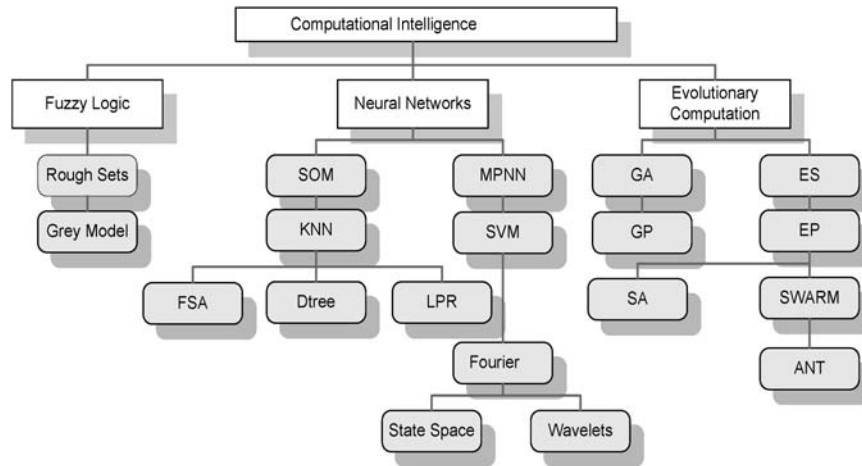 Computational Intelligence
Fuzzy Logic
Neural Networks
Evolutionary
Computation
Rough Sets
SOM
MPNN
GA
ES
Grey Model
KNN
SVM
GP
EP
FSA
Dtree
LPR
SA
SWARM
Fourier
ANT
State Space
Wavelets